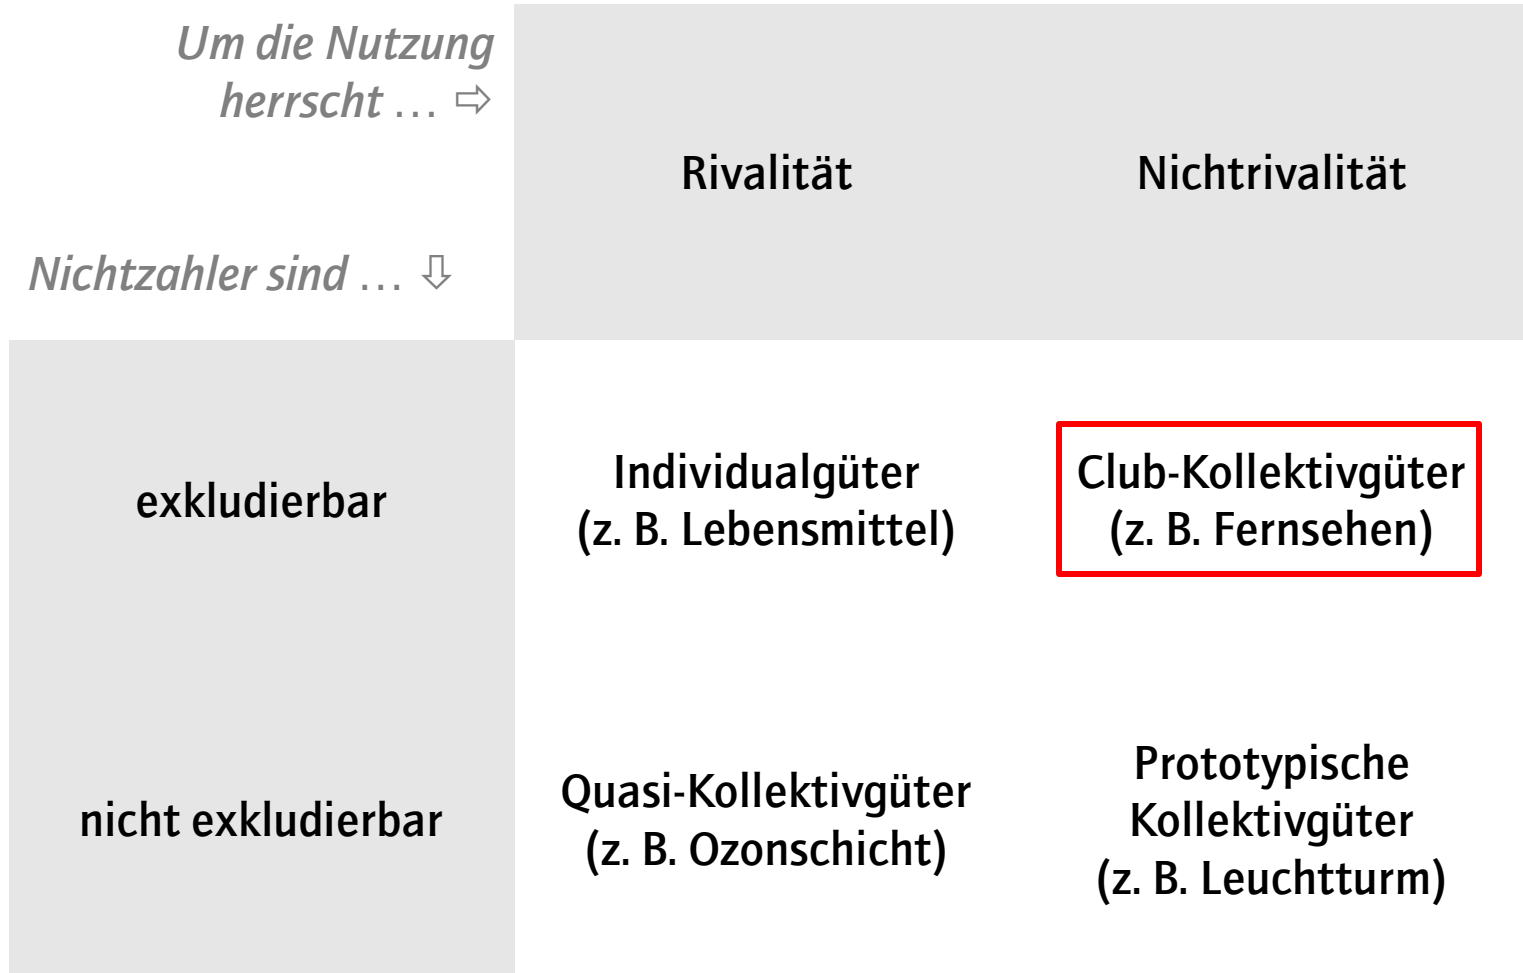 Um die Nutzung
herrscht … ⇨
Nichtzahler sind … ⇩
Rivalität
Nichtrivalität
exkludierbar
Individualgüter
(z. B. Lebensmittel)
Club-Kollektivgüter
(z. B. Fernsehen)
nicht exkludierbar
Quasi-Kollektivgüter
(z. B. Ozonschicht)
Prototypische
Kollektivgüter
(z. B. Leuchtturm)